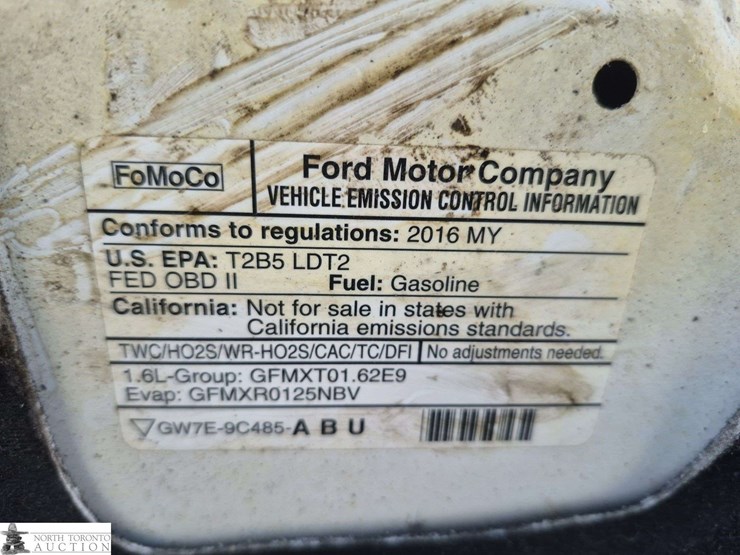 FoMoCo
Ford Motor Company
VEHICLE EMISSION CONTROL INFORMATION
Conforms to regulations: 2016 MY
U.S. EPA: T2B5 LDT2
FED OBD II Fuel: Gasoline
California: Not for sale in states with
California emissions standards.
TWC/HO2S/WR-HO2S/CAC/TC/DFI No adjustments needed.
1.6L-Group: GFMXT01.62E9
Evap: GFMXR0125NBV
GW7E-9C485-A B U
NORTH TORONTO
AUCTION